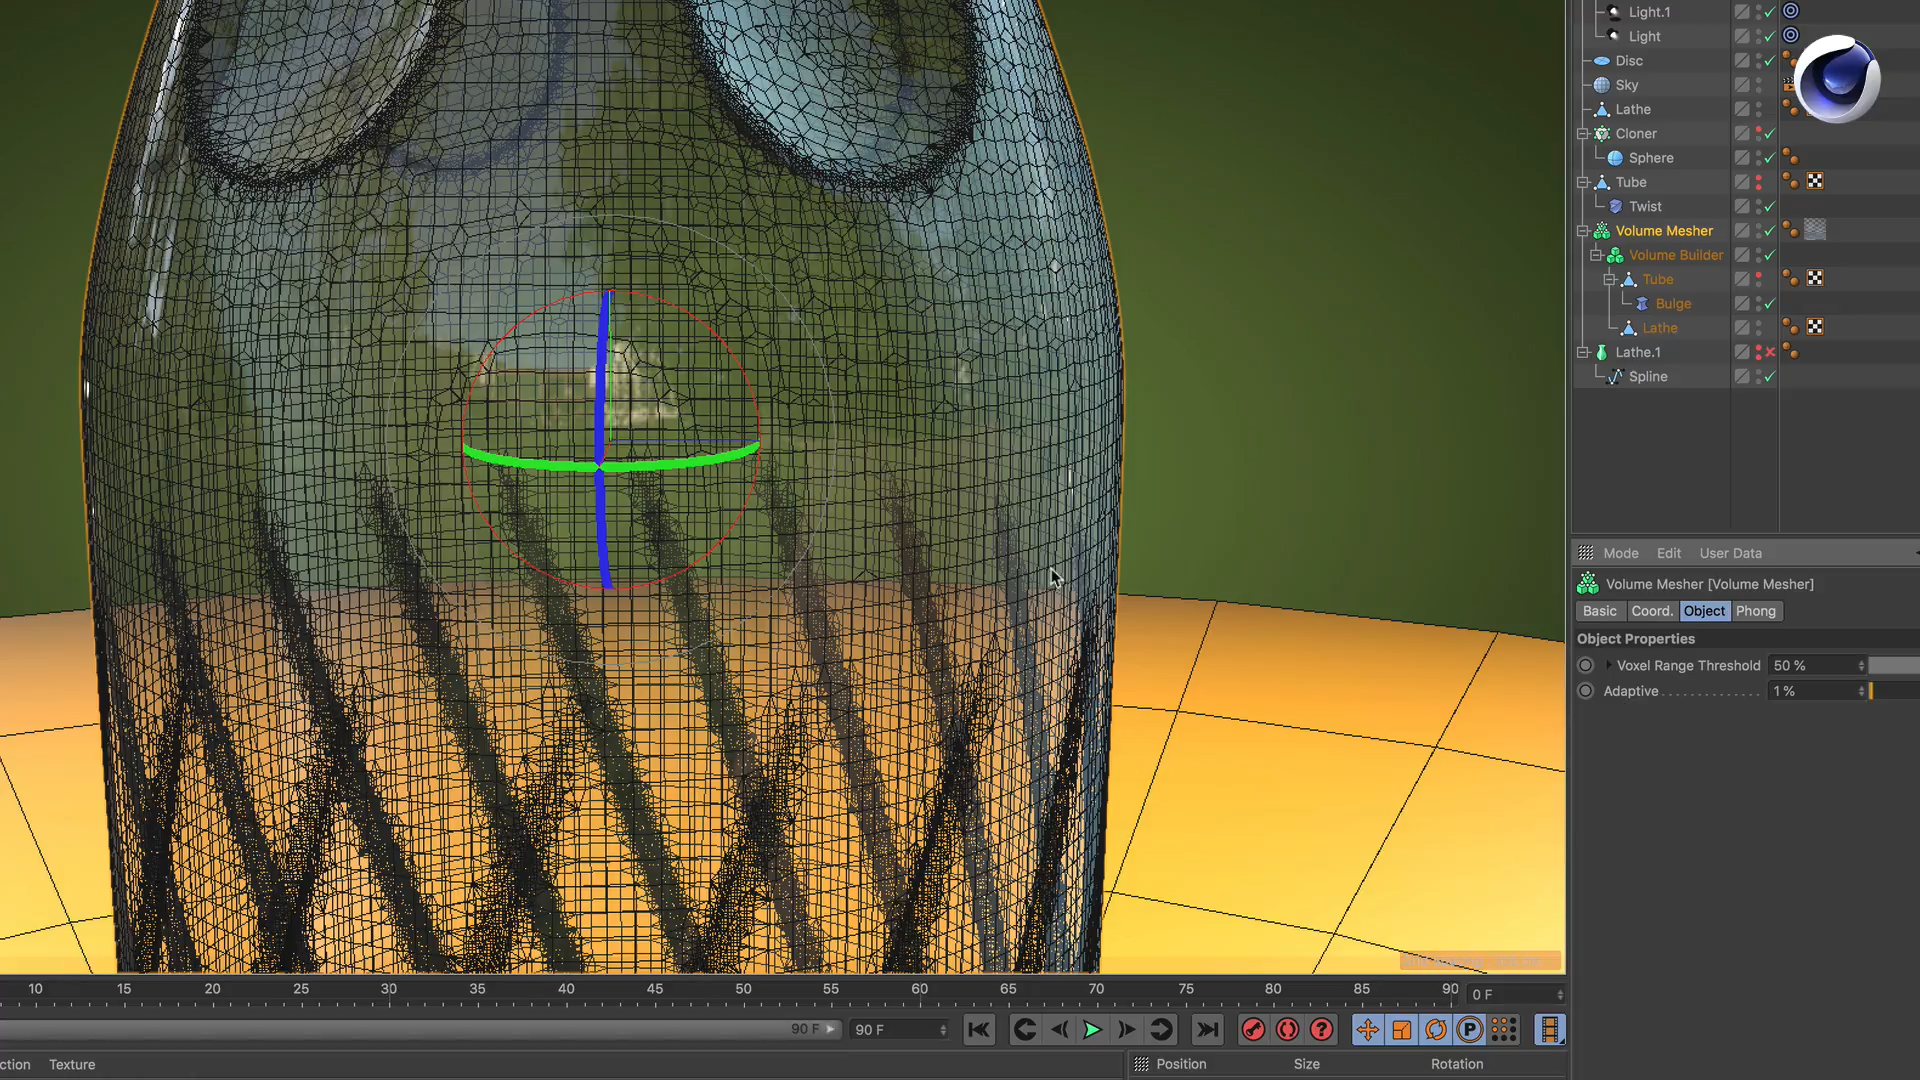 Light.1
Light
Disc
Sky
Lathe
Cloner
Sphere
Tube
Twist
Volume Mesher
Volume Builder
Tube
Bulge
Lathe
Lathe.1
Spline
Mode Edit User Data
Volume Mesher [Volume Mesher]
Basic Coord. Object Phong
Object Properties
Voxel Range Threshold 50 %
Adaptive 1 %
10 15 20 25 30 35 40 45 50 55 60 65 70 75 80 85 90 0 F
90 F 90 F
ction Texture Position Size Rotation